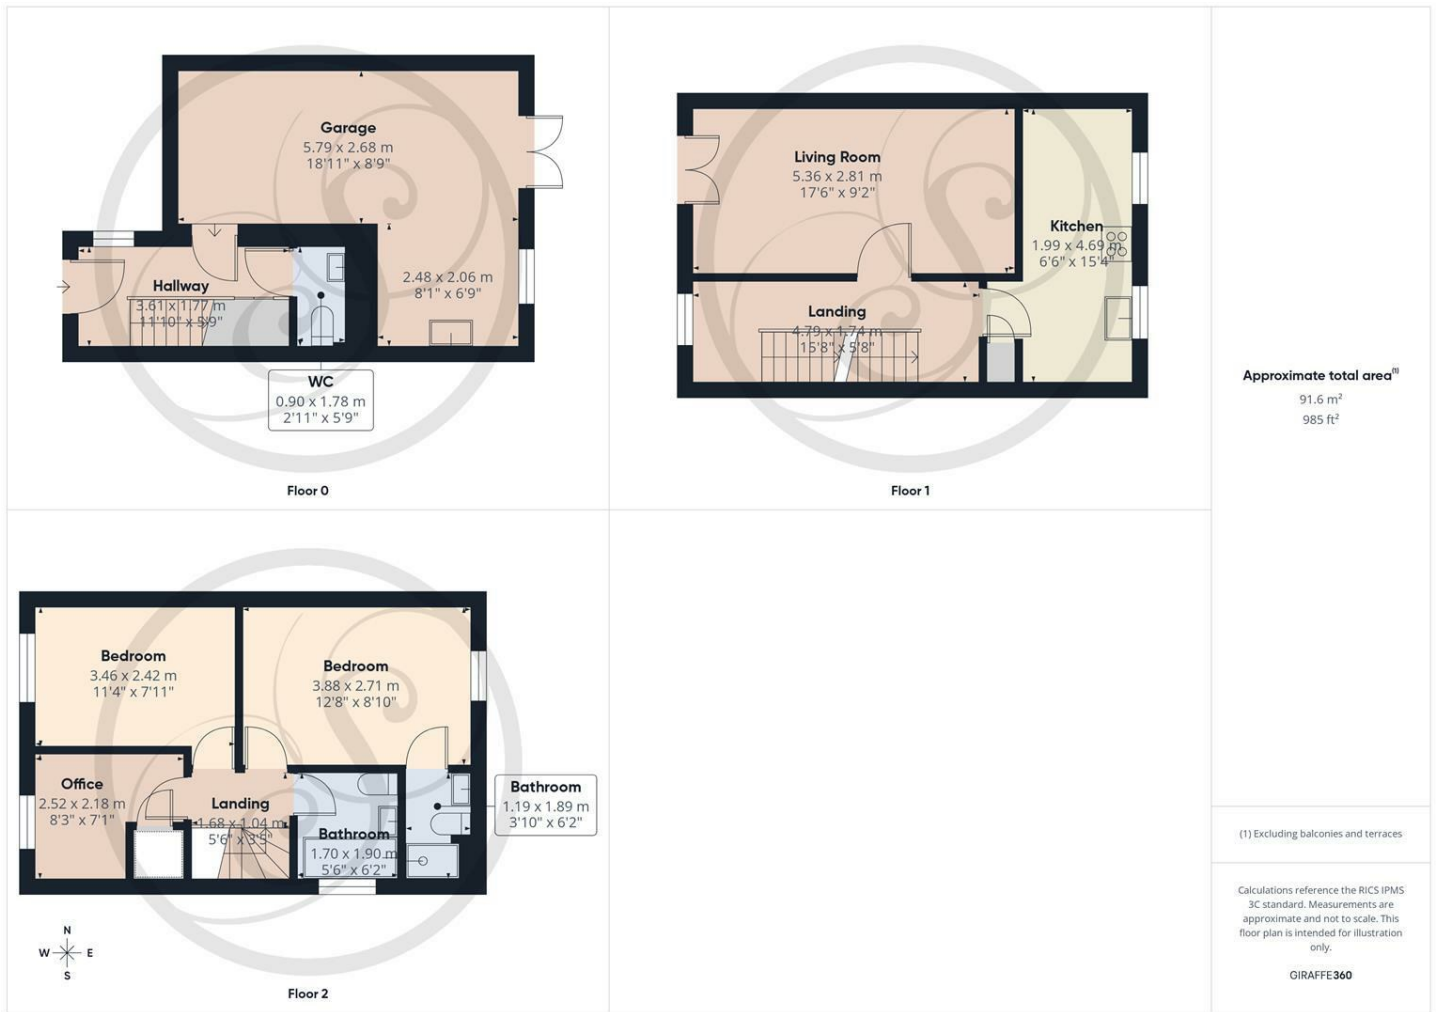 Garage
5.79 x 2.68 m
18'11" x 8'9"
2.48 x 2.06 m
8'1" x 6'9"
Hallway
3.61 x 1.77 m
11'10" x 5'9"
WC
0.90 x 1.78 m
2'11" x 5'9"
Floor 0
Living Room
5.36 x 2.81 m
17'6" x 9'2"
Kitchen
1.99 x 4.69 m
6'6" x 15'4"
Landing
4.79 x 1.74 m
15'8" x 5'8"
Floor 1
Approximate total area(1)
91.6 m²
985 ft²
Bedroom
3.46 x 2.42 m
11'4" x 7'11"
Bedroom
3.88 x 2.71 m
12'8" x 8'10"
Office
2.52 x 2.18 m
8'3" x 7'1"
Landing
1.68 x 1.04 m
5'6" x 3'5"
Bathroom
1.70 x 1.90 m
5'6" x 6'2"
Bathroom
1.19 x 1.89 m
3'10" x 6'2"
N
W E
S
Floor 2
(1) Excluding balconies and terraces
Calculations reference the RICS IPMS
3C standard. Measurements are
approximate and not to scale. This
floor plan is intended for illustration
only.
GIRAFFE360